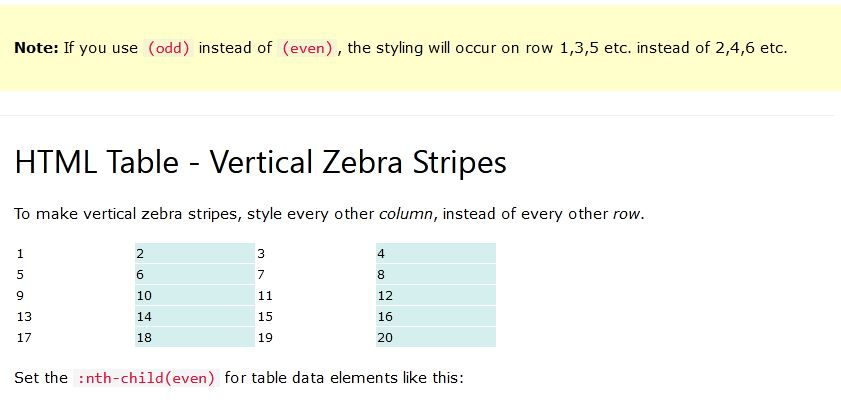 Note: If you use (odd) instead of (even), the styling will occur on row 1,3,5 etc. instead of 2,4,6 etc.
HTML Table - Vertical Zebra Stripes
To make vertical zebra stripes, style every other column, instead of every other row.
1 2 3 4
5 6 7 8
9 10 11 12
13 14 15 16
17 18 19 20
Set the :nth-child(even) for table data elements like this: